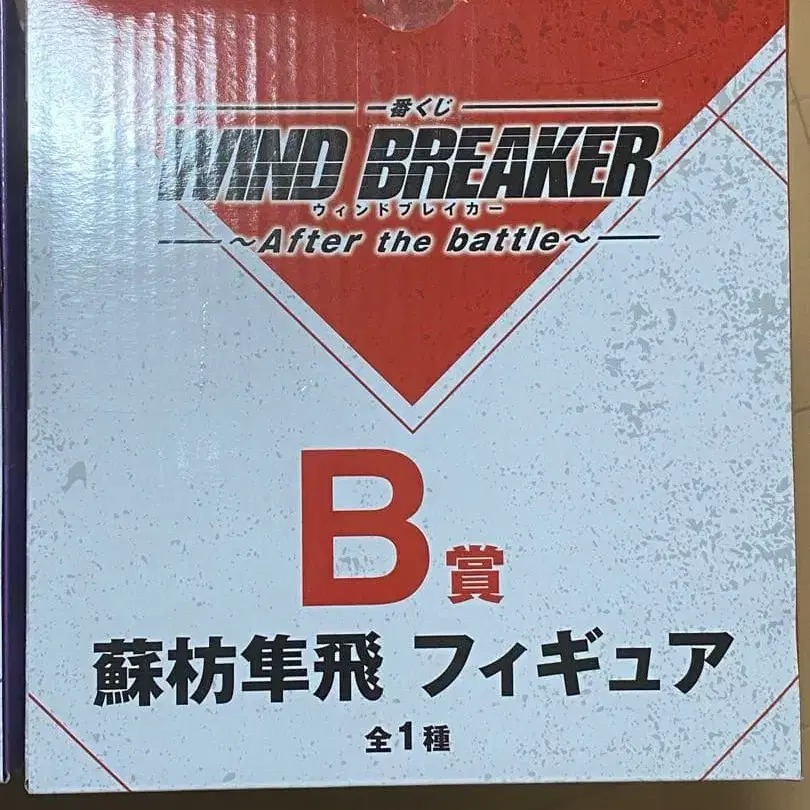 一番くじ
WIND BREAKER
ウィンドブレイカー
~After the battle~
B賞
蘇枋隼飛 フィギュア
全1種